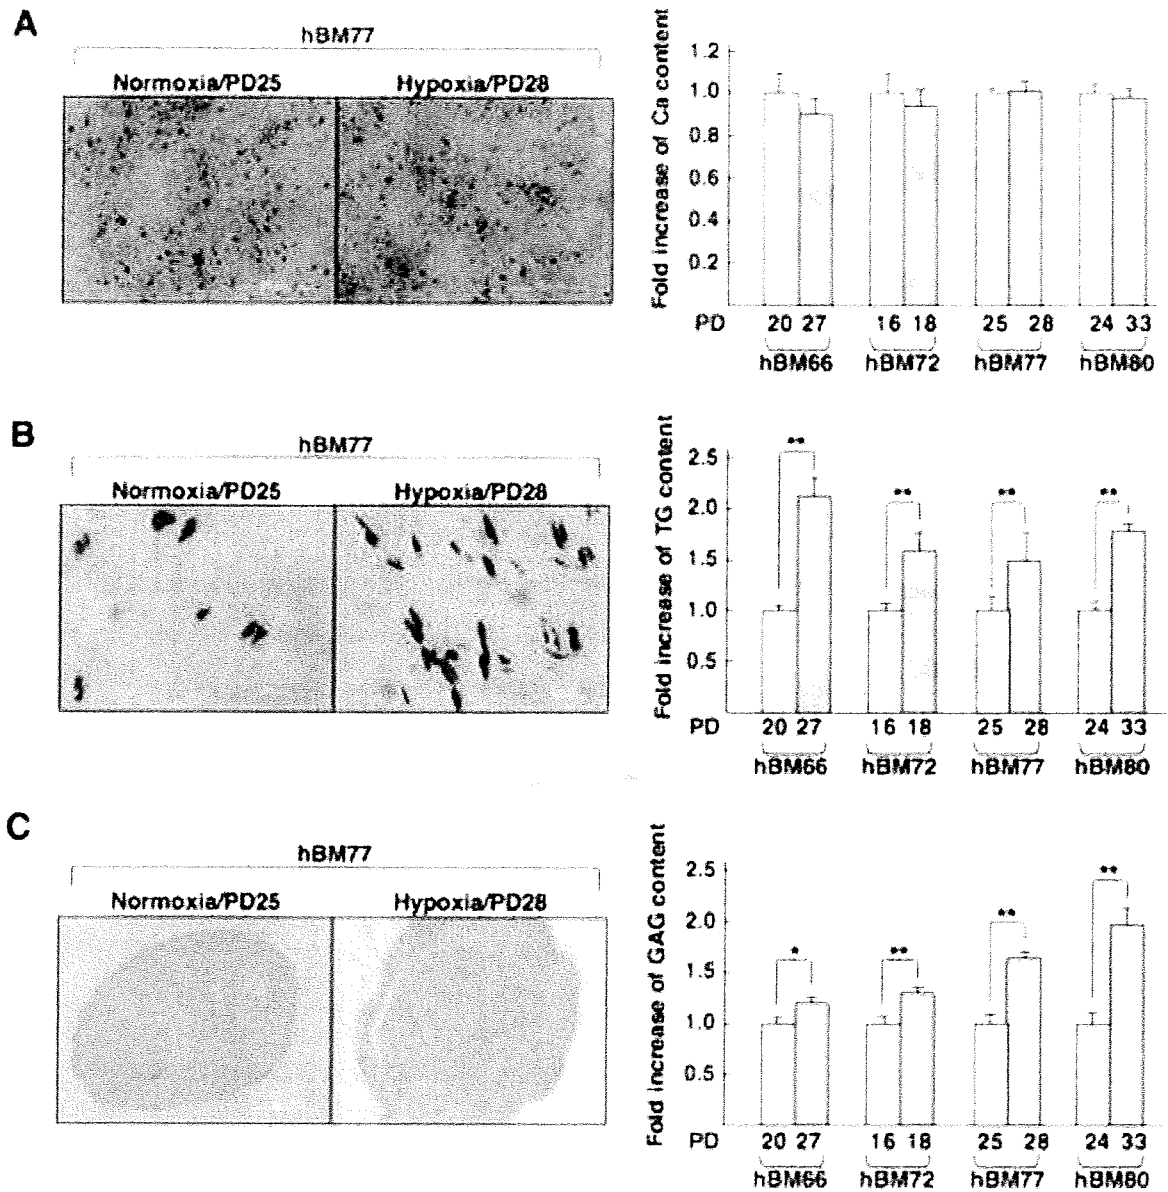 A
hBM77
Normoxia/PD25 Hypoxia/PD28
Fold increase of Ca content
1.2
1.0
0.8
0.6
0.4
0.2
PD 20 27 16 18 25 28 24 33
hBM66 hBM72 hBM77 hBM80
B
hBM77
Normoxia/PD25 Hypoxia/PD28
Fold increase of TG content
2.5
2.0
1.5
1.0
0.5
** ** ** **
PD 20 27 16 18 25 28 24 33
hBM66 hBM72 hBM77 hBM80
C
hBM77
Normoxia/PD25 Hypoxia/PD28
Fold increase of GAG content
2.5
2.0
1.5
1.0
0.5
* ** ** **
PD 20 27 16 18 25 28 24 33
hBM66 hBM72 hBM77 hBM80